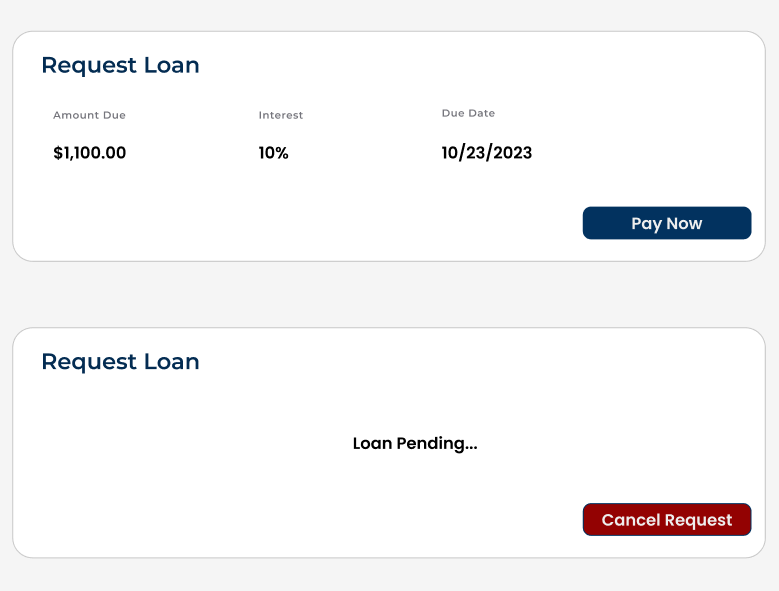 Request Loan
Amount Due Interest Due Date
$1,100.00 10% 10/23/2023
Pay Now
Request Loan
Loan Pending...
Cancel Request